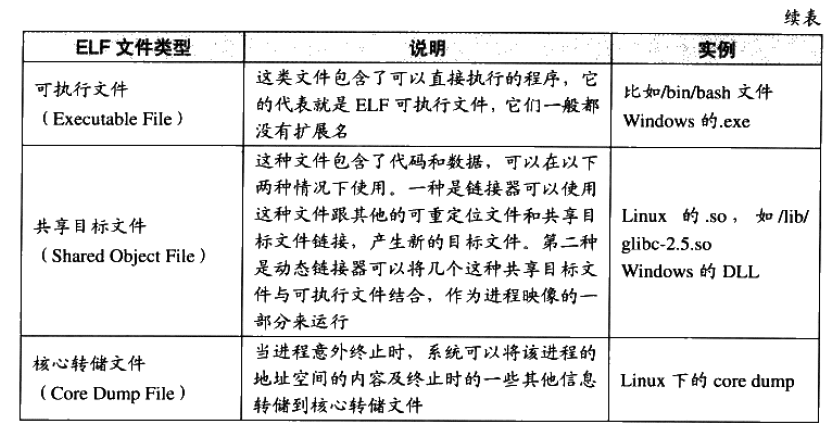 续表
ELF 文件类型 说明 实例
可执行文件
（Executable File）
这类文件包含了可以直接执行的程序，它
的代表就是 ELF 可执行文件，它们一般都
没有扩展名
比如/bin/bash 文件
Windows 的.exe
共享目标文件
（Shared Object File）
这种文件包含了代码和数据，可以在以下
两种情况下使用。一种是链接器可以使用
这种文件跟其他的可重定位文件和共享目
标文件链接，产生新的目标文件。第二种
是动态链接器可以将几个这种共享目标文
件与可执行文件结合，作为进程映像的一
部分来运行
Linux 的 .so，如 /lib/
glibc-2.5.so
Windows 的 DLL
核心转储文件
（Core Dump File）
当进程意外终止时，系统可以将该进程的
地址空间的内容及终止时的一些其他信息
转储到核心转储文件
Linux 下的 core dump